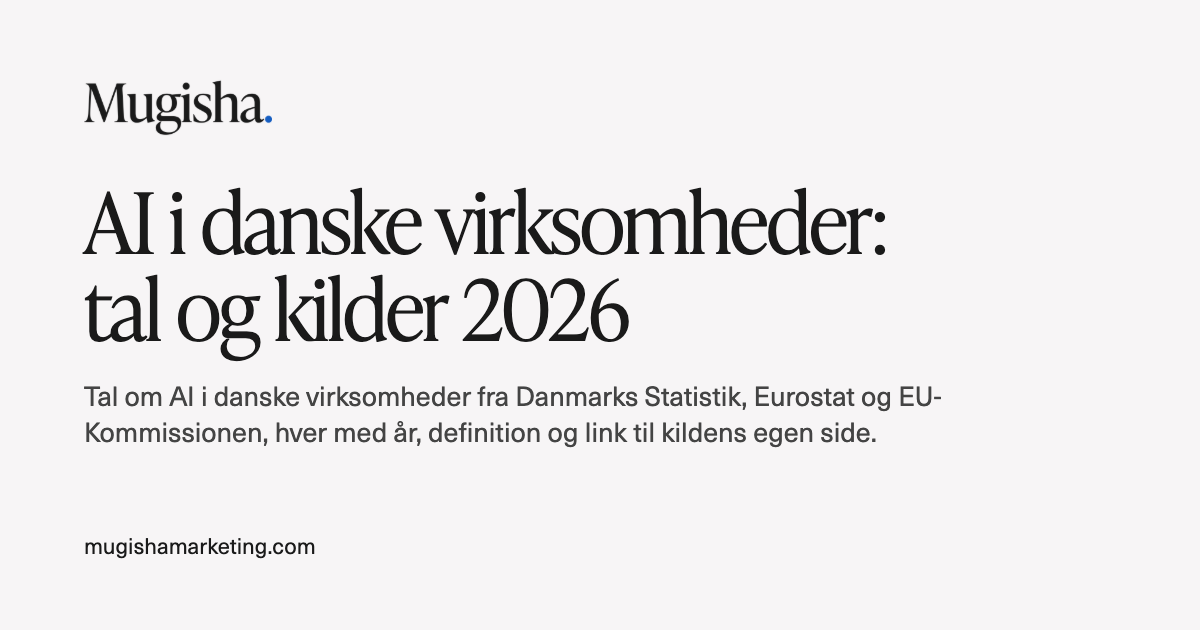 Mugisha.
AI i danske virksomheder:
tal og kilder 2026
Tal om AI i danske virksomheder fra Danmarks Statistik, Eurostat og EU-
Kommissionen, hver med år, definition og link til kildens egen side.
mugishamarketing.com